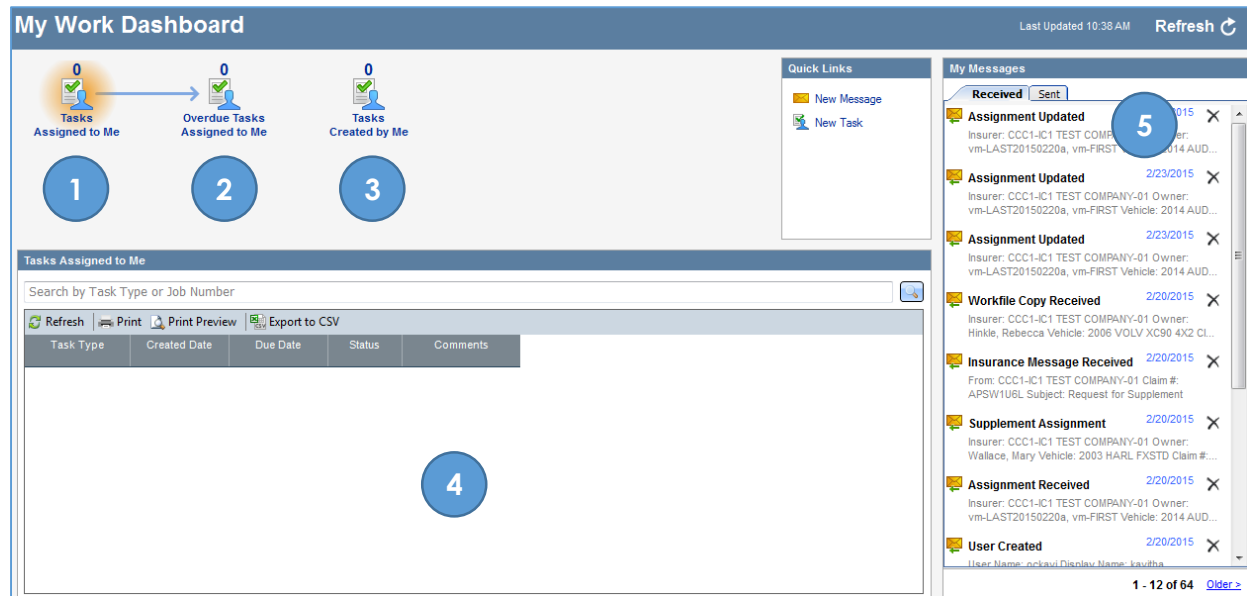 My Work Dashboard
Last Updated 10:38 AM
Refresh
0
Tasks
Assigned to Me
0
Overdue Tasks
Assigned to Me
0
Tasks
Created by Me
1
2
3
Quick Links
New Message
New Task
Tasks Assigned to Me
Search by Task Type or Job Number
Refresh Print Print Preview Export to CSV
Task Type Created Date Due Date Status Comments
4
My Messages
Received Sent
5
Assignment Updated 015
Insurer: CCC1-IC1 TEST COMP er:
vm-LAST20150220a, vm-FIRST 014 AUD...
Assignment Updated 2/23/2015
Insurer: CCC1-IC1 TEST COMPANY-01 Owner:
vm-LAST20150220a, vm-FIRST Vehicle: 2014 AUD...
Assignment Updated 2/23/2015
Insurer: CCC1-IC1 TEST COMPANY-01 Owner:
vm-LAST20150220a, vm-FIRST Vehicle: 2014 AUD...
Workfile Copy Received 2/20/2015
Insurer: CCC1-IC1 TEST COMPANY-01 Owner:
Hinkle, Rebecca Vehicle: 2006 VOLV XC90 4X2 Cl...
Insurance Message Received 2/20/2015
From: CCC1-IC1 TEST COMPANY-01 Claim #:
APSW1U6L Subject: Request for Supplement
Supplement Assignment 2/20/2015
Insurer: CCC1-IC1 TEST COMPANY-01 Owner:
Wallace, Mary Vehicle: 2003 HARL FXSTD Claim #:...
Assignment Received 2/20/2015
Insurer: CCC1-IC1 TEST COMPANY-01 Owner:
vm-LAST20150220a, vm-FIRST Vehicle: 2014 AUD...
User Created 2/20/2015
User Name: ockavi Display Name: kavitha
1 - 12 of 64 Older >